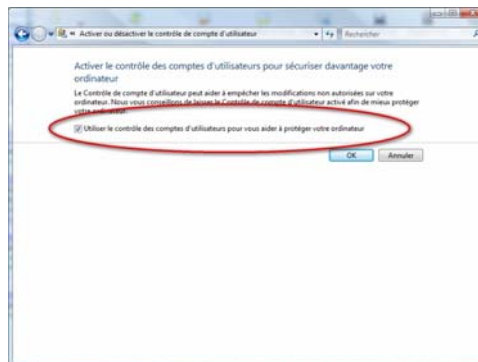 Activer ou désactiver le contrôle de compte d'utilisateur
Rechercher
Activer le contrôle des comptes d'utilisateurs pour sécuriser davantage votre
ordinateur
Le Contrôle de compte d'utilisateur peut aider à empêcher les modifications non autorisées sur votre
ordinateur. Nous vous conseillons de laisser le Contrôle de compte d'utilisateur activé afin de mieux protéger
votre ordinateur.
Utiliser le contrôle des comptes d'utilisateurs pour vous aider à protéger votre ordinateur
OK
Annuler